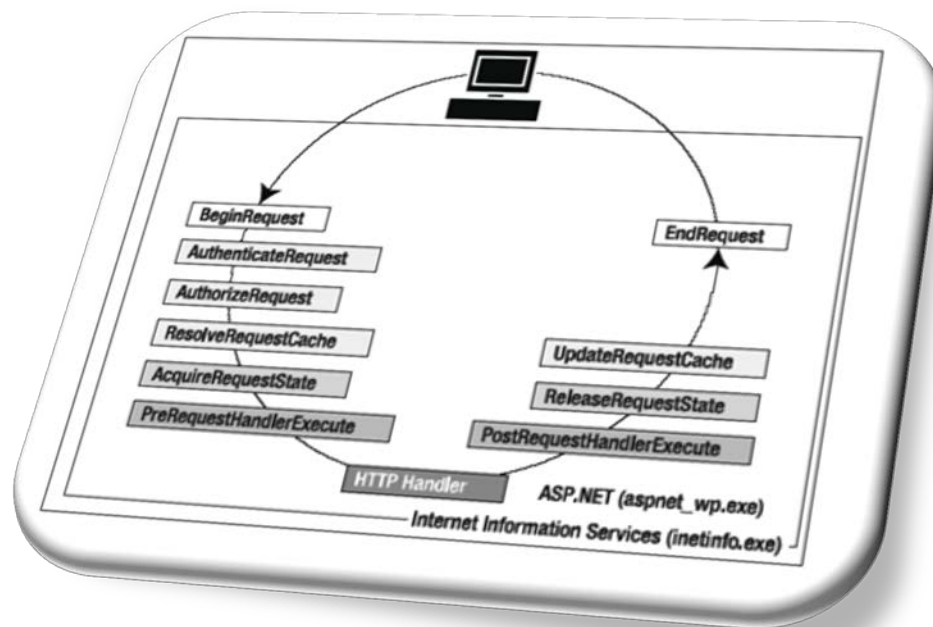 BeginRequest
AuthenticateRequest
AuthorizeRequest
ResolveRequestCache
AcquireRequestState
PreRequestHandlerExecute
HTTP Handler
PostRequestHandlerExecute
ReleaseRequestState
UpdateRequestCache
EndRequest
ASP.NET (aspnet_wp.exe)
Internet Information Services (inetinfo.exe)